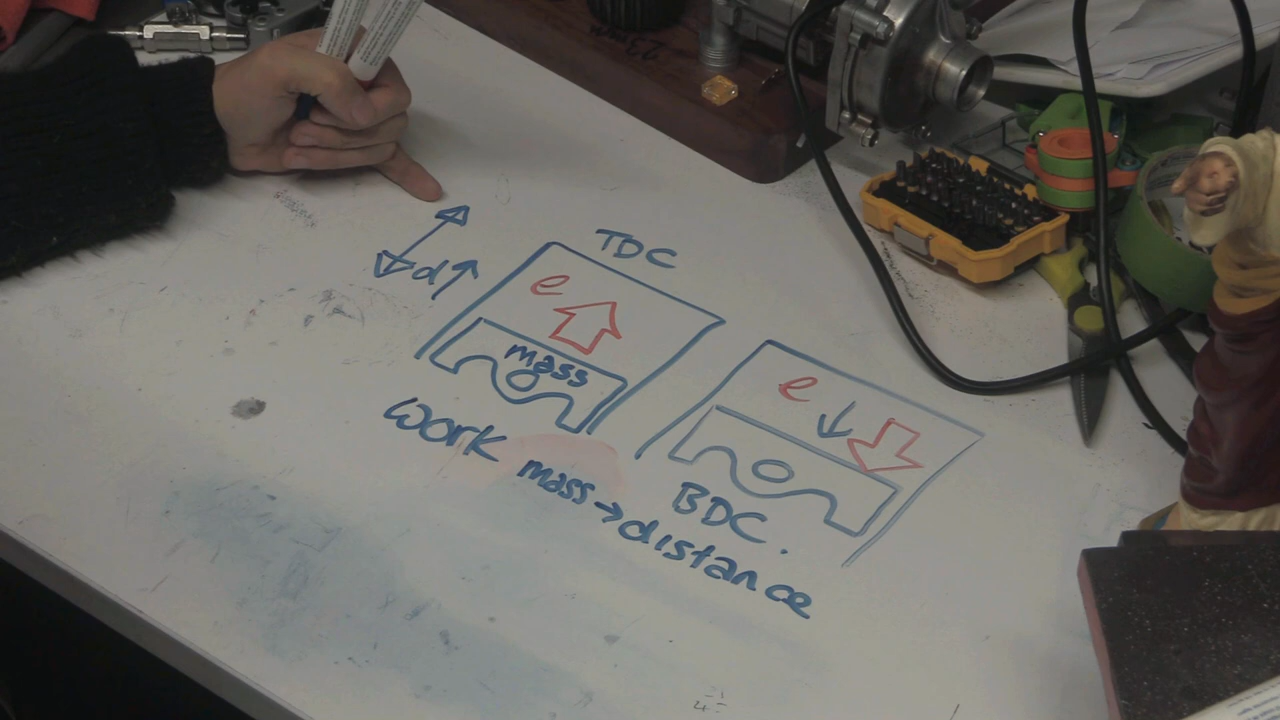 TDC
d↑
e
mass
e ↓
BDC.
work
mass → distance